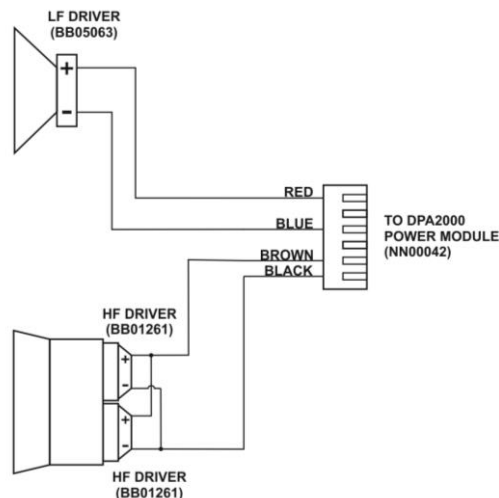 LF DRIVER
(BB05063)
+
-
RED
BLUE
BROWN
BLACK
TO DPA2000
POWER MODULE
(NN00042)
HF DRIVER
(BB01261)
+
-
+
-
HF DRIVER
(BB01261)